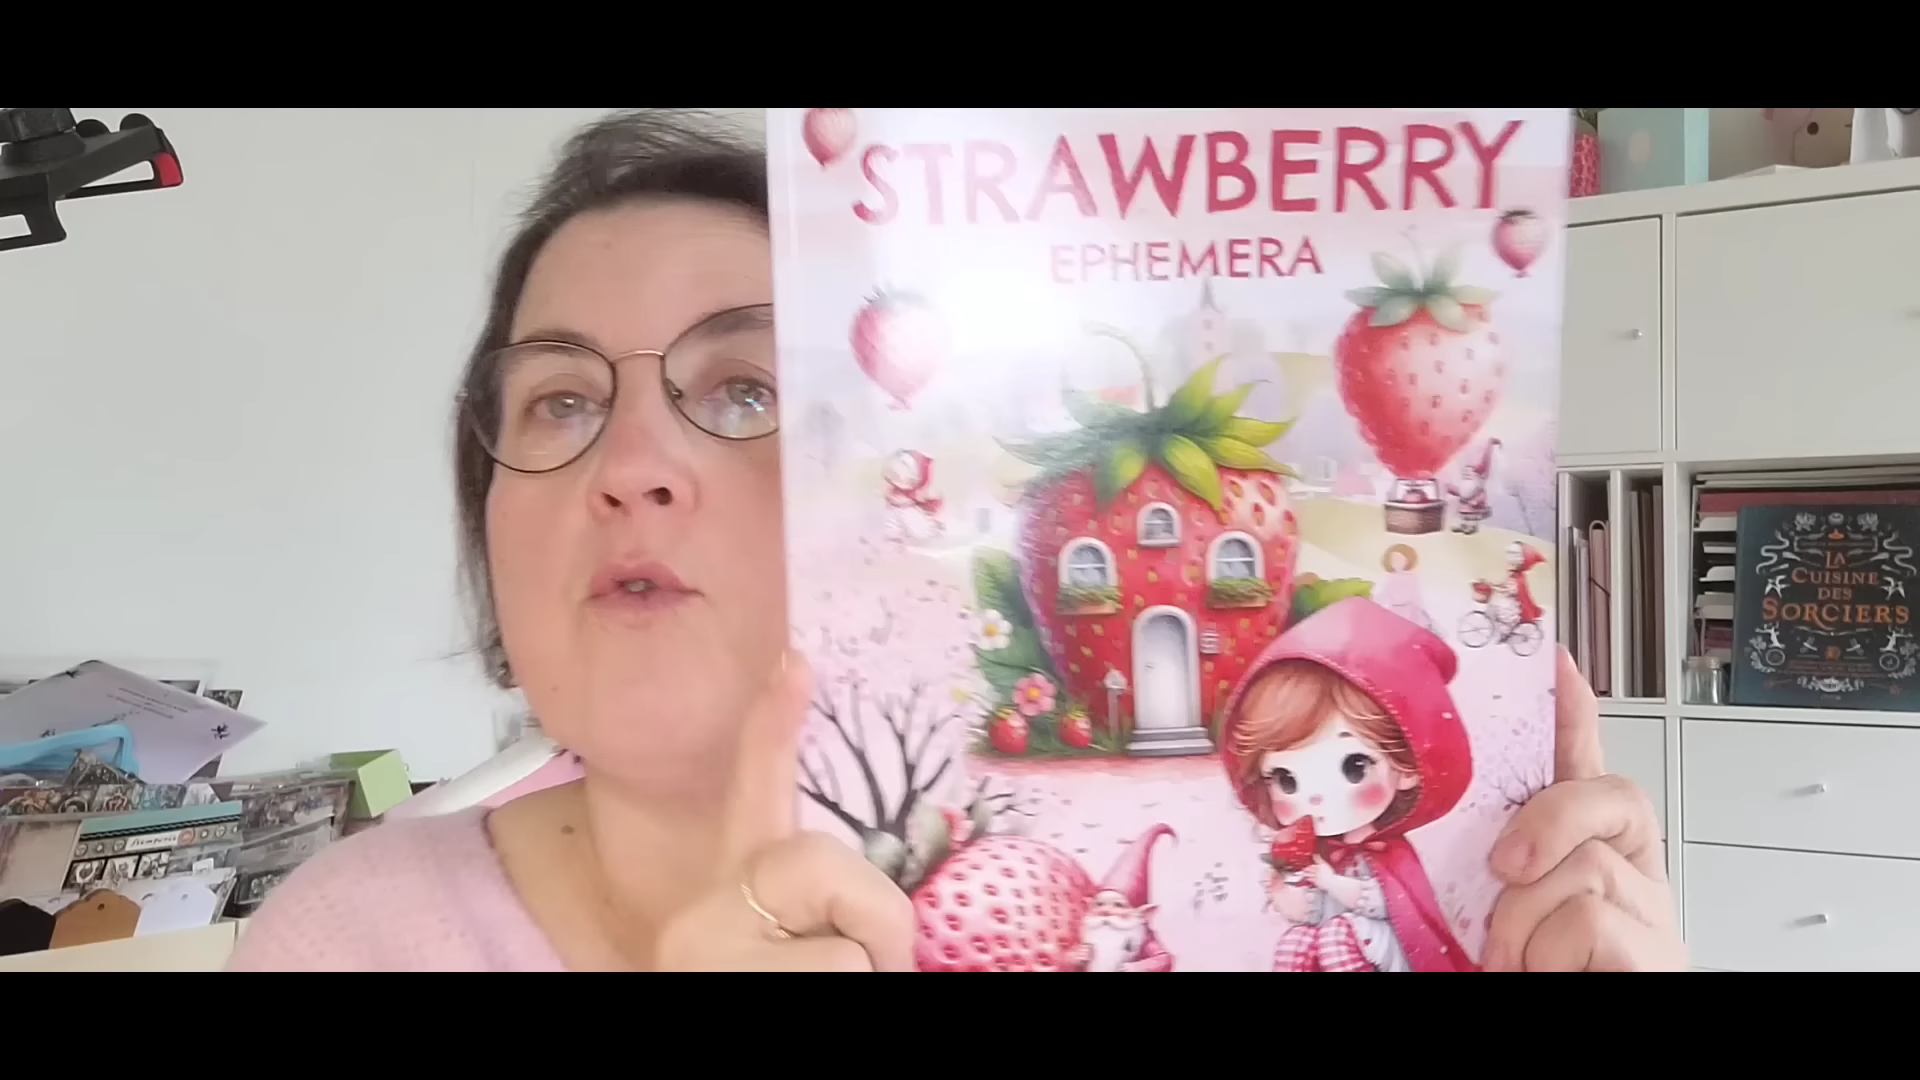 STRAWBERRY
EPHEMERA
LA
CUISINE
DES
SORCIERS